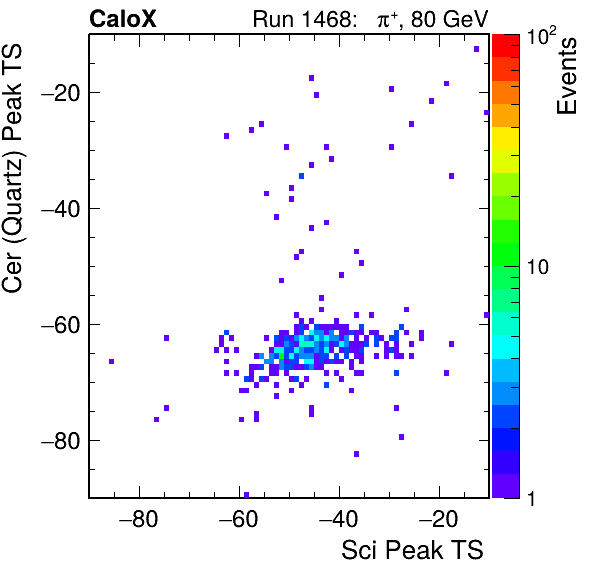 CaloX Run 1468: π⁺, 80 GeV
Cer (Quartz) Peak TS
−20
−40
−60
−80
−80 −60 −40 −20
Sci Peak TS
10²
10
1
Events